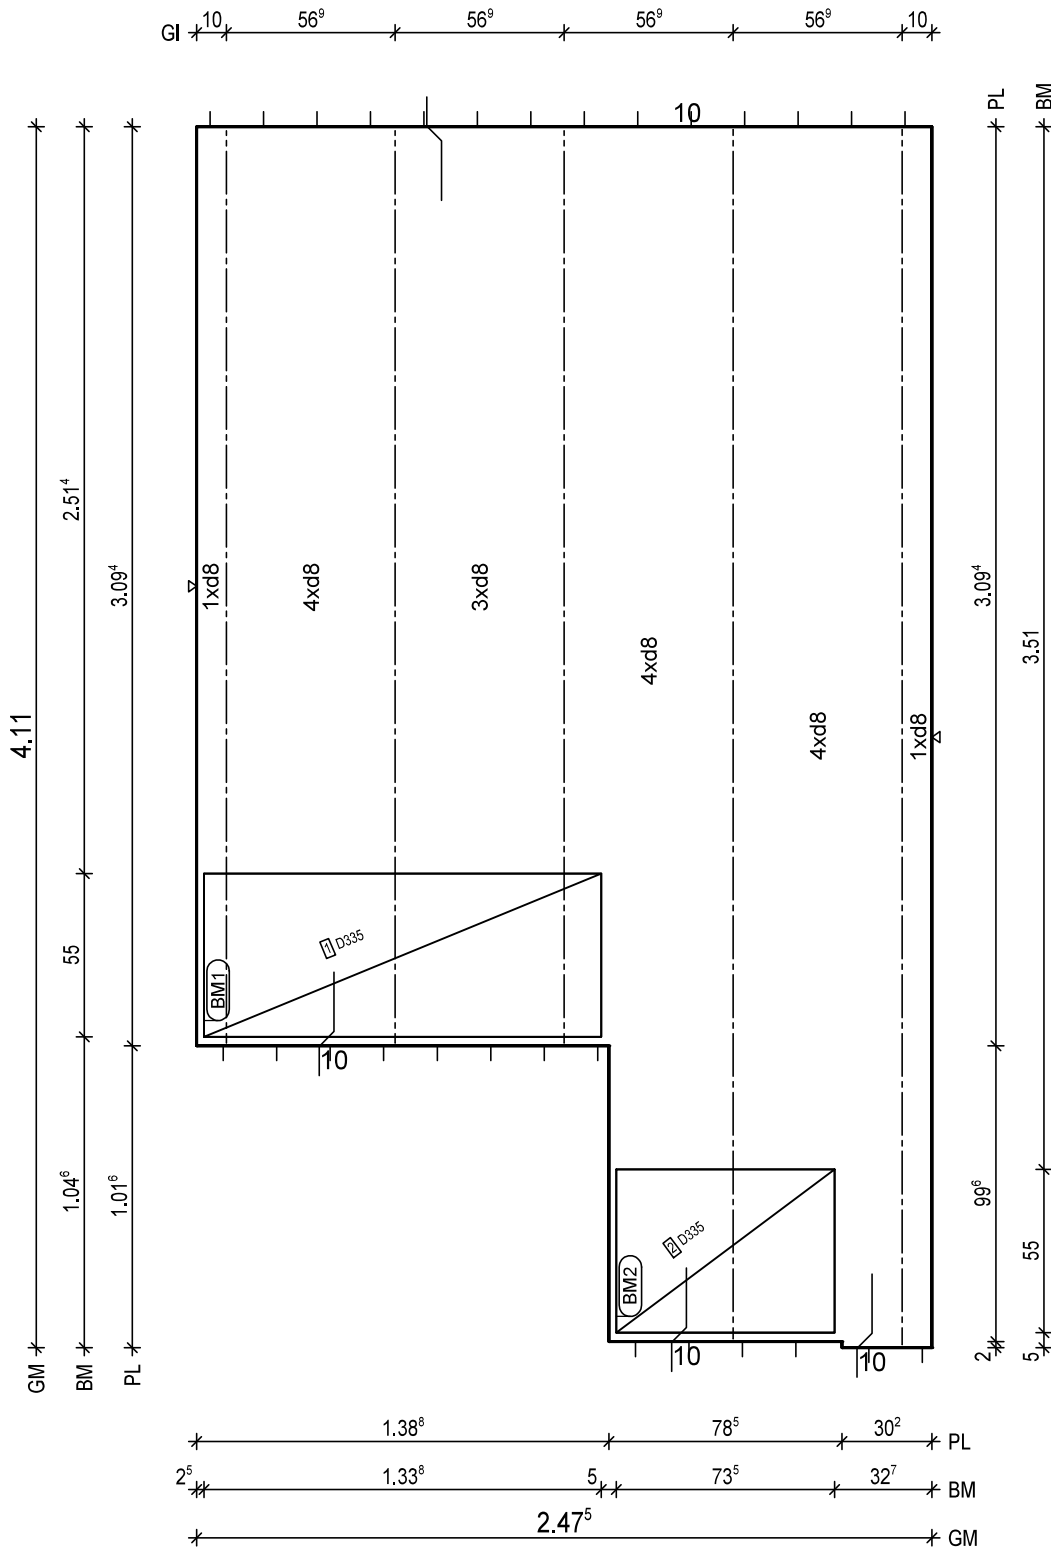 GI 10 56⁹ 56⁹ 56⁹ 56⁹ 10
PL
BM
10
2.51⁴
3.09⁴
1xd8
4xd8
3xd8
4xd8
4xd8
1xd8
3.09⁴
3.51
4.11
55
1 D335
BM1
10
1.04⁶
1.01⁶
99⁶
55
2 D335
BM2
10
10
2
5
GM
BM
PL
1.38⁸ 78⁵ 30² PL
2⁵ 1.33⁸ 5 73⁵ 32⁷ BM
2.47⁵ GM